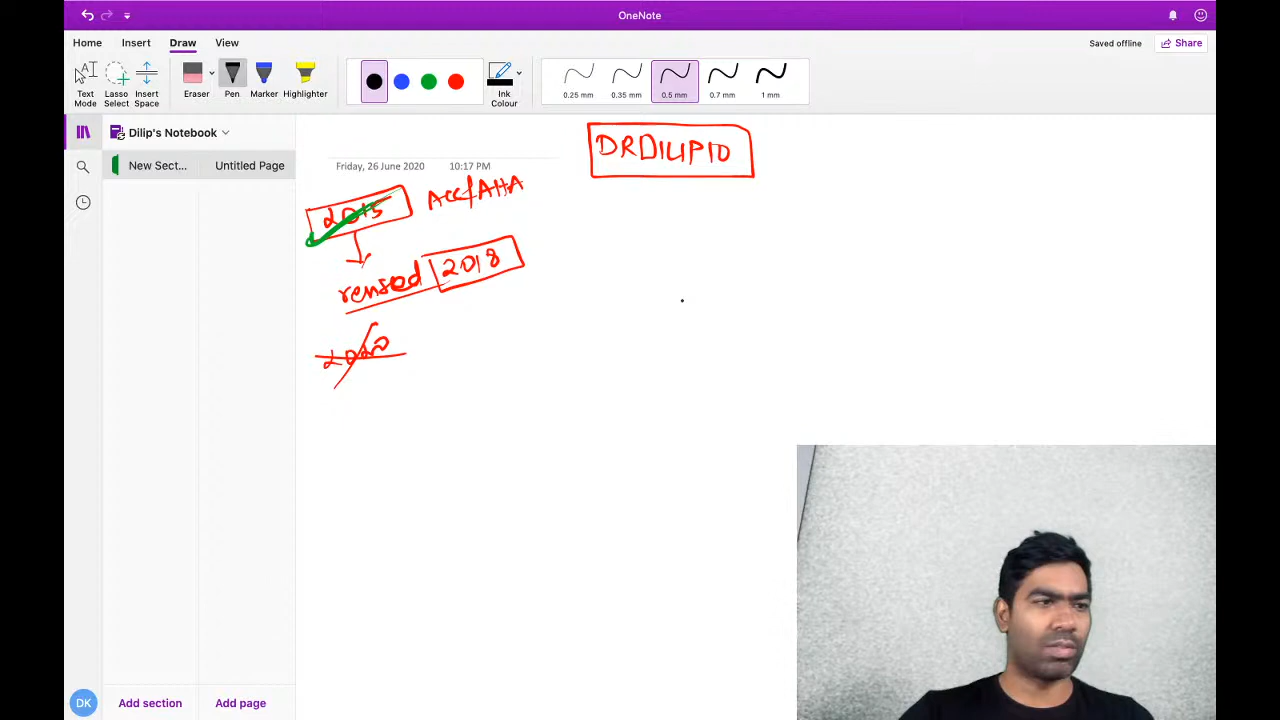 OneNote
Home Insert Draw View
Saved offline Share
Text Mode
Lasso Select
Insert Space
Eraser
Pen
Marker
Highlighter
Ink Colour
0.25 mm
0.35 mm
0.5 mm
0.7 mm
1 mm
Dilip's Notebook
New Sect... Untitled Page
DRDILIP10
Friday, 26 June 2020 10:17 PM
2015 ACC/AHA
revised 2018
2020
DK
Add section Add page